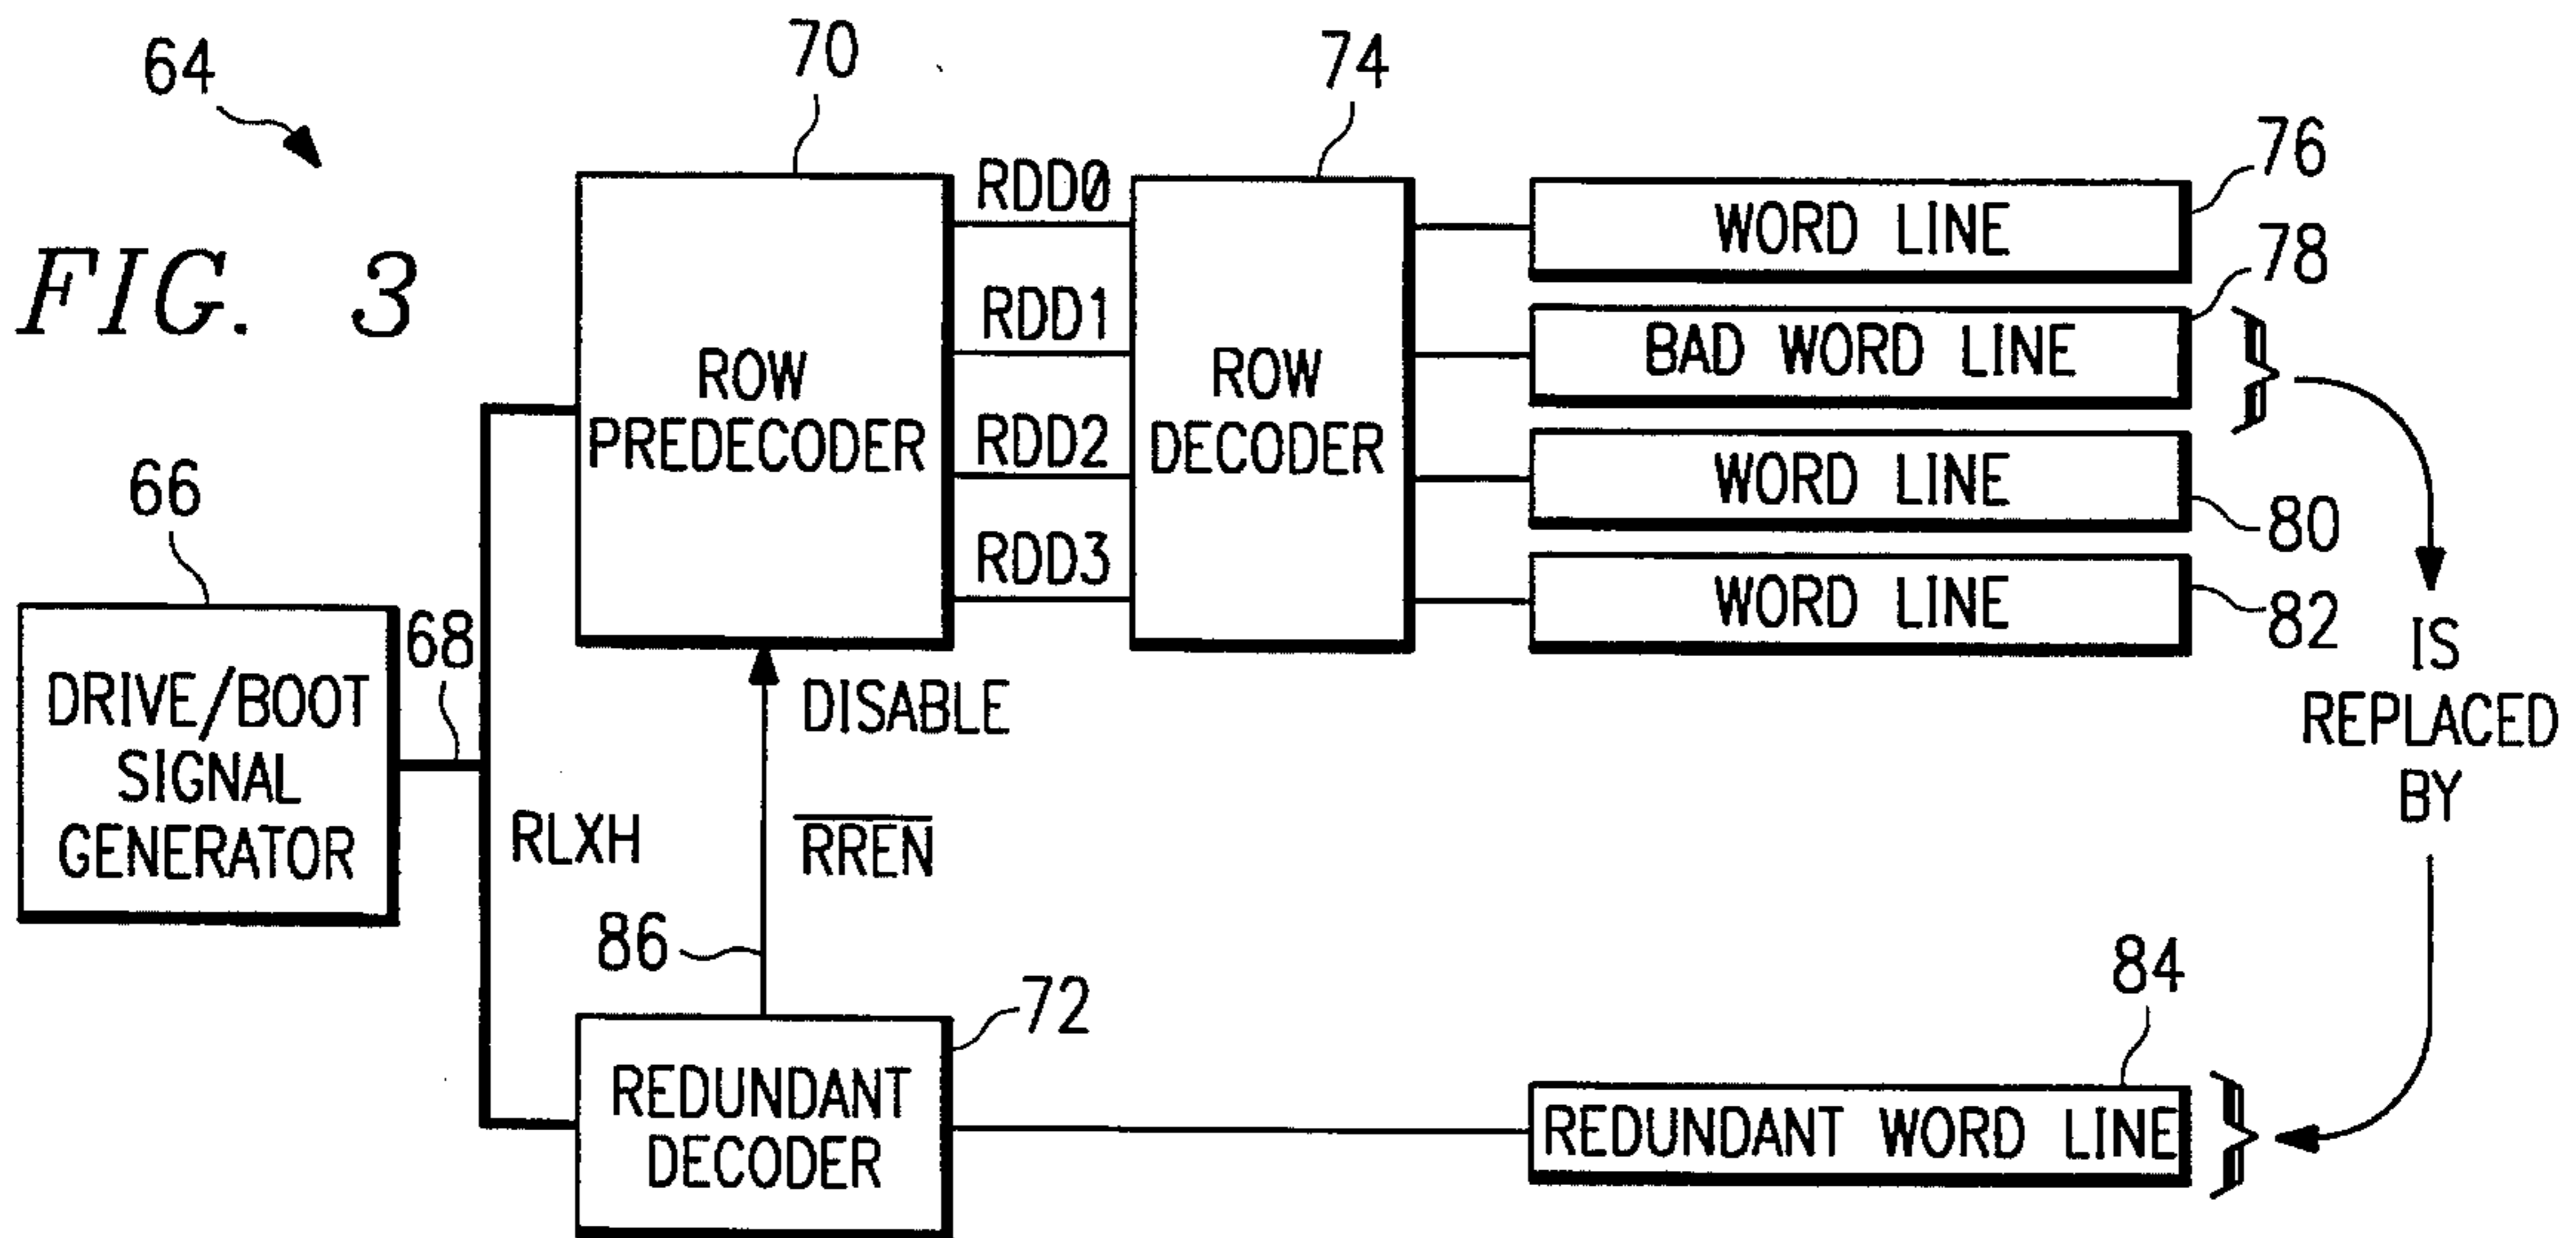 64
FIG. 3
66
DRIVE/BOOT
SIGNAL
GENERATOR
68
RLXH
70
ROW
PREDECODER
RDD0
RDD1
RDD2
RDD3
74
ROW
DECODER
WORD LINE
76
BAD WORD LINE
78
WORD LINE
80
WORD LINE
82
IS
REPLACED
BY
DISABLE
R̅R̅E̅N̅
86
REDUNDANT
DECODER
72
REDUNDANT WORD LINE
84